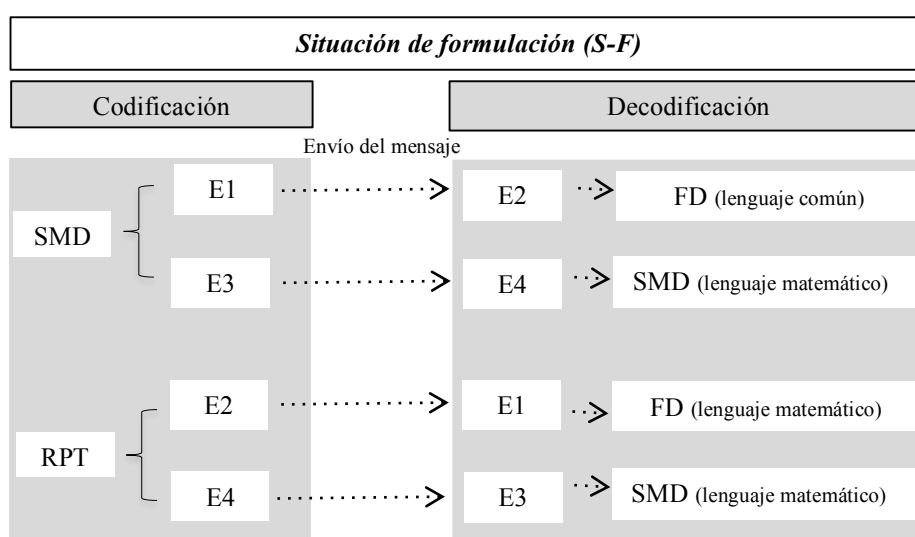 Situación de formulación (S-F)
Codificación
Decodificación
Envío del mensaje
SMD
E1
E2
FD (lenguaje común)
E3
E4
SMD (lenguaje matemático)
RPT
E2
E1
FD (lenguaje matemático)
E4
E3
SMD (lenguaje matemático)